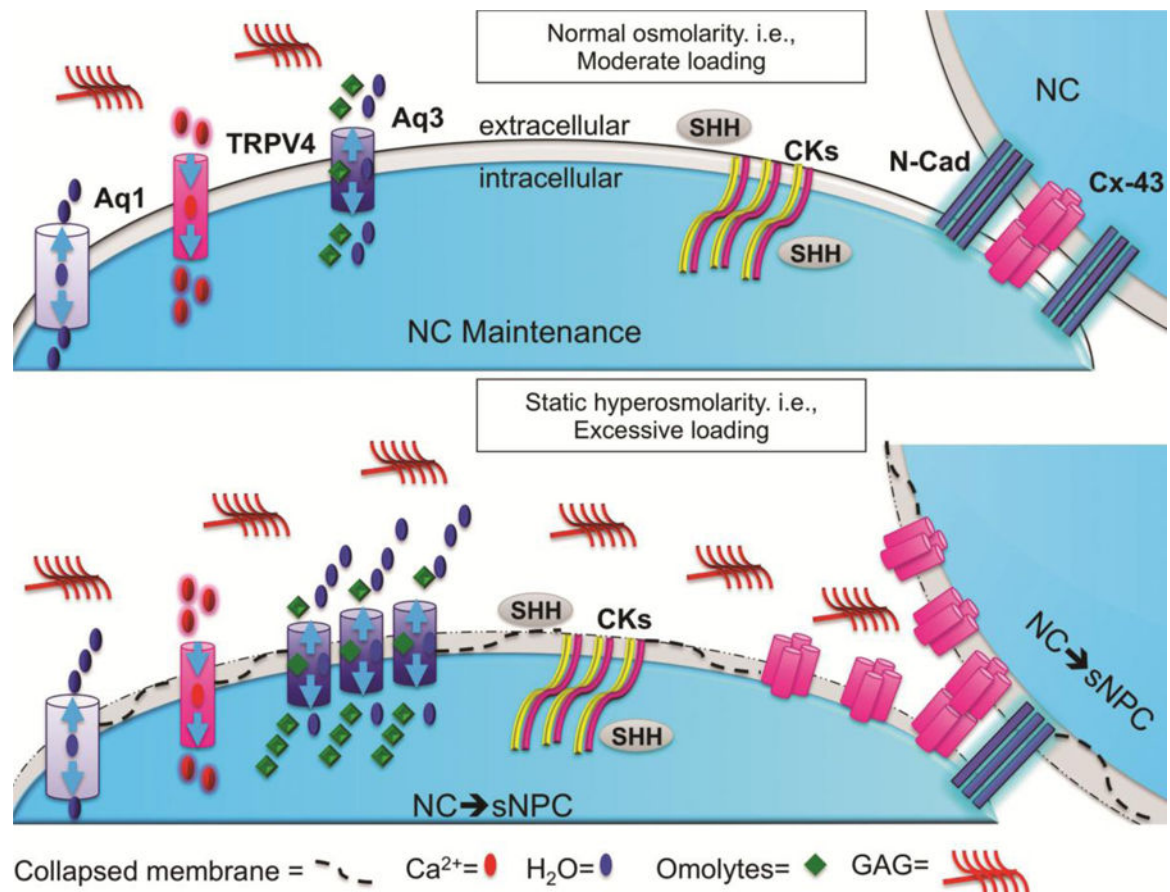 Normal osmolarity. i.e.,
Moderate loading
NC
Aq3
TRPV4
extracellular
SHH
CKs
N-Cad
intracellular
Cx-43
Aq1
SHH
NC Maintenance
Static hyperosmolarity. i.e.,
Excessive loading
SHH
CKs
NC➔sNPC
SHH
NC➔sNPC
Collapsed membrane = Ca²⁺= H₂O= Omolytes= GAG=